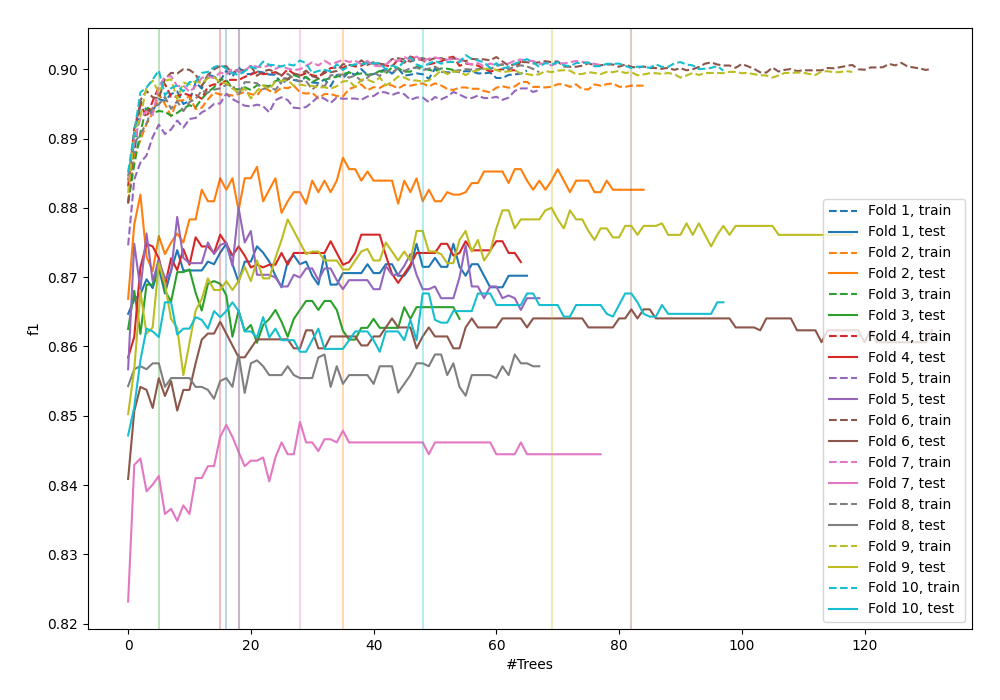 0.90
0.89
0.88
0.87
0.86
0.85
0.84
0.83
0.82
f1
0
20
40
60
80
100
120
#Trees
Fold 1, train
Fold 1, test
Fold 2, train
Fold 2, test
Fold 3, train
Fold 3, test
Fold 4, train
Fold 4, test
Fold 5, train
Fold 5, test
Fold 6, train
Fold 6, test
Fold 7, train
Fold 7, test
Fold 8, train
Fold 8, test
Fold 9, train
Fold 9, test
Fold 10, train
Fold 10, test